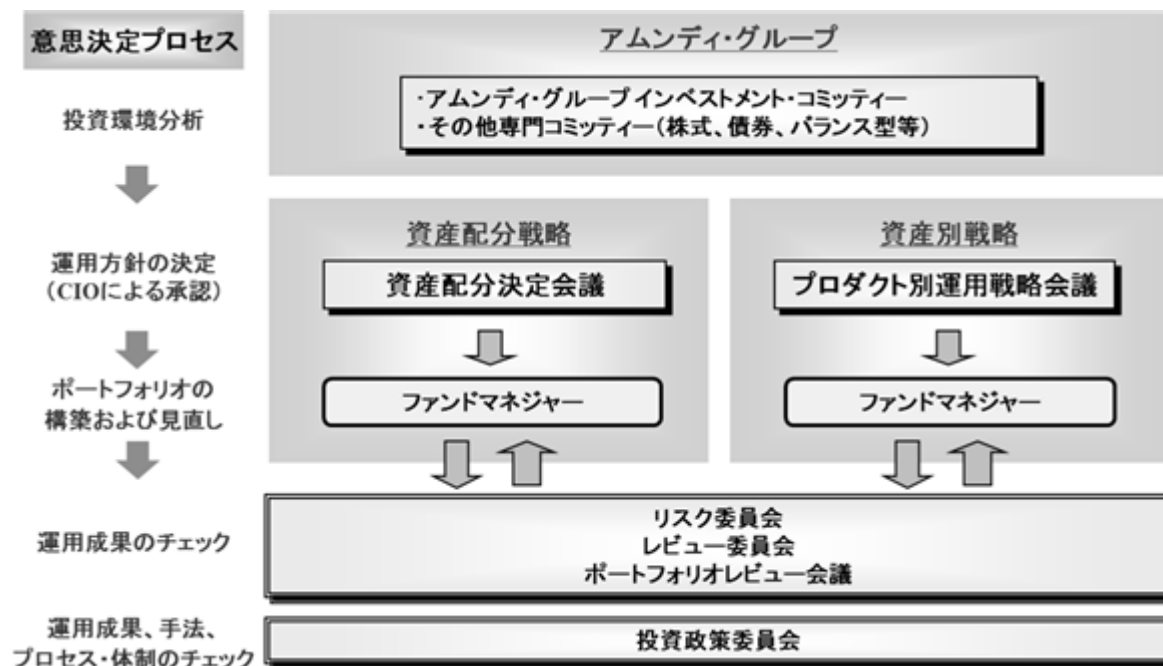 意思決定プロセス
アムンディ・グループ
・アムンディ・グループ インベストメント・コミッティー
・その他専門コミッティー(株式、債券、バランス型等)
投資環境分析
資産配分戦略
資産別戦略
運用方針の決定
(CIOによる承認)
資産配分決定会議
プロダクト別運用戦略会議
ポートフォリオの
構築および見直し
ファンドマネジャー
ファンドマネジャー
運用成果のチェック
リスク委員会
レビュー委員会
ポートフォリオレビュー会議
運用成果、手法、
プロセス・体制のチェック
投資政策委員会